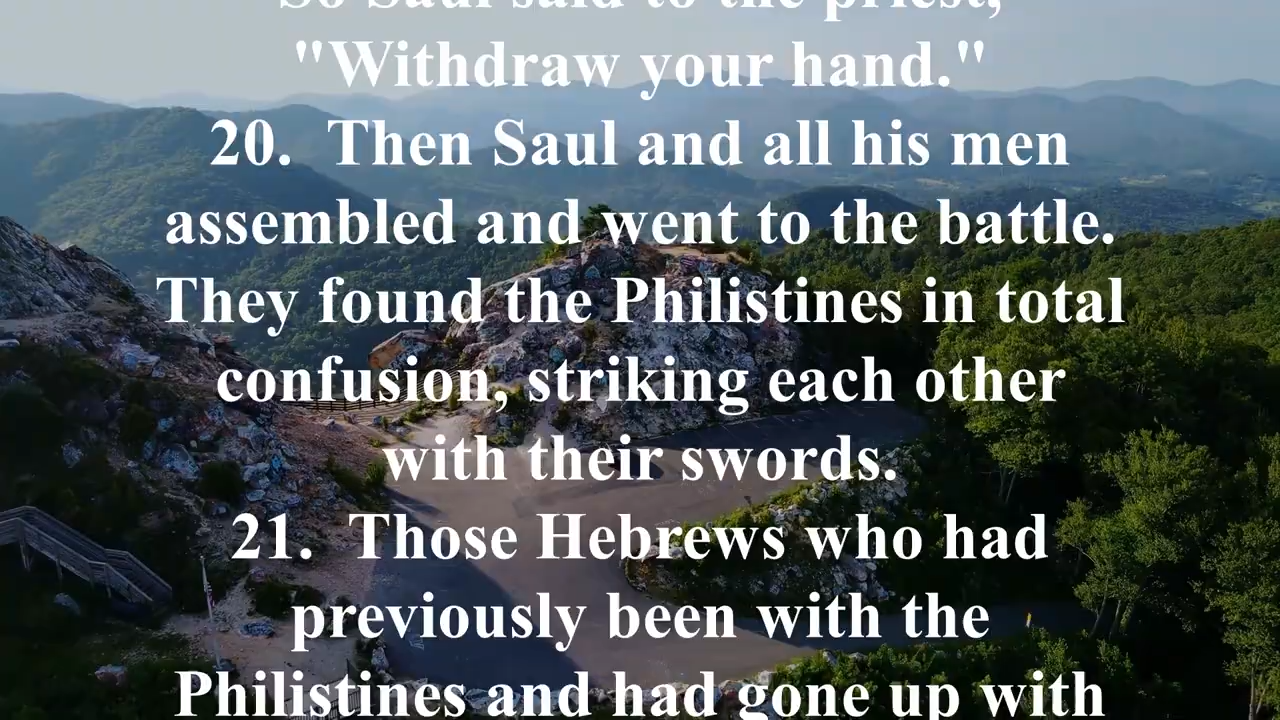 So Saul said to the priest,
"Withdraw your hand."
20. Then Saul and all his men
assembled and went to the battle.
They found the Philistines in total
confusion, striking each other
with their swords.
21. Those Hebrews who had
previously been with the
Philistines and had gone up with